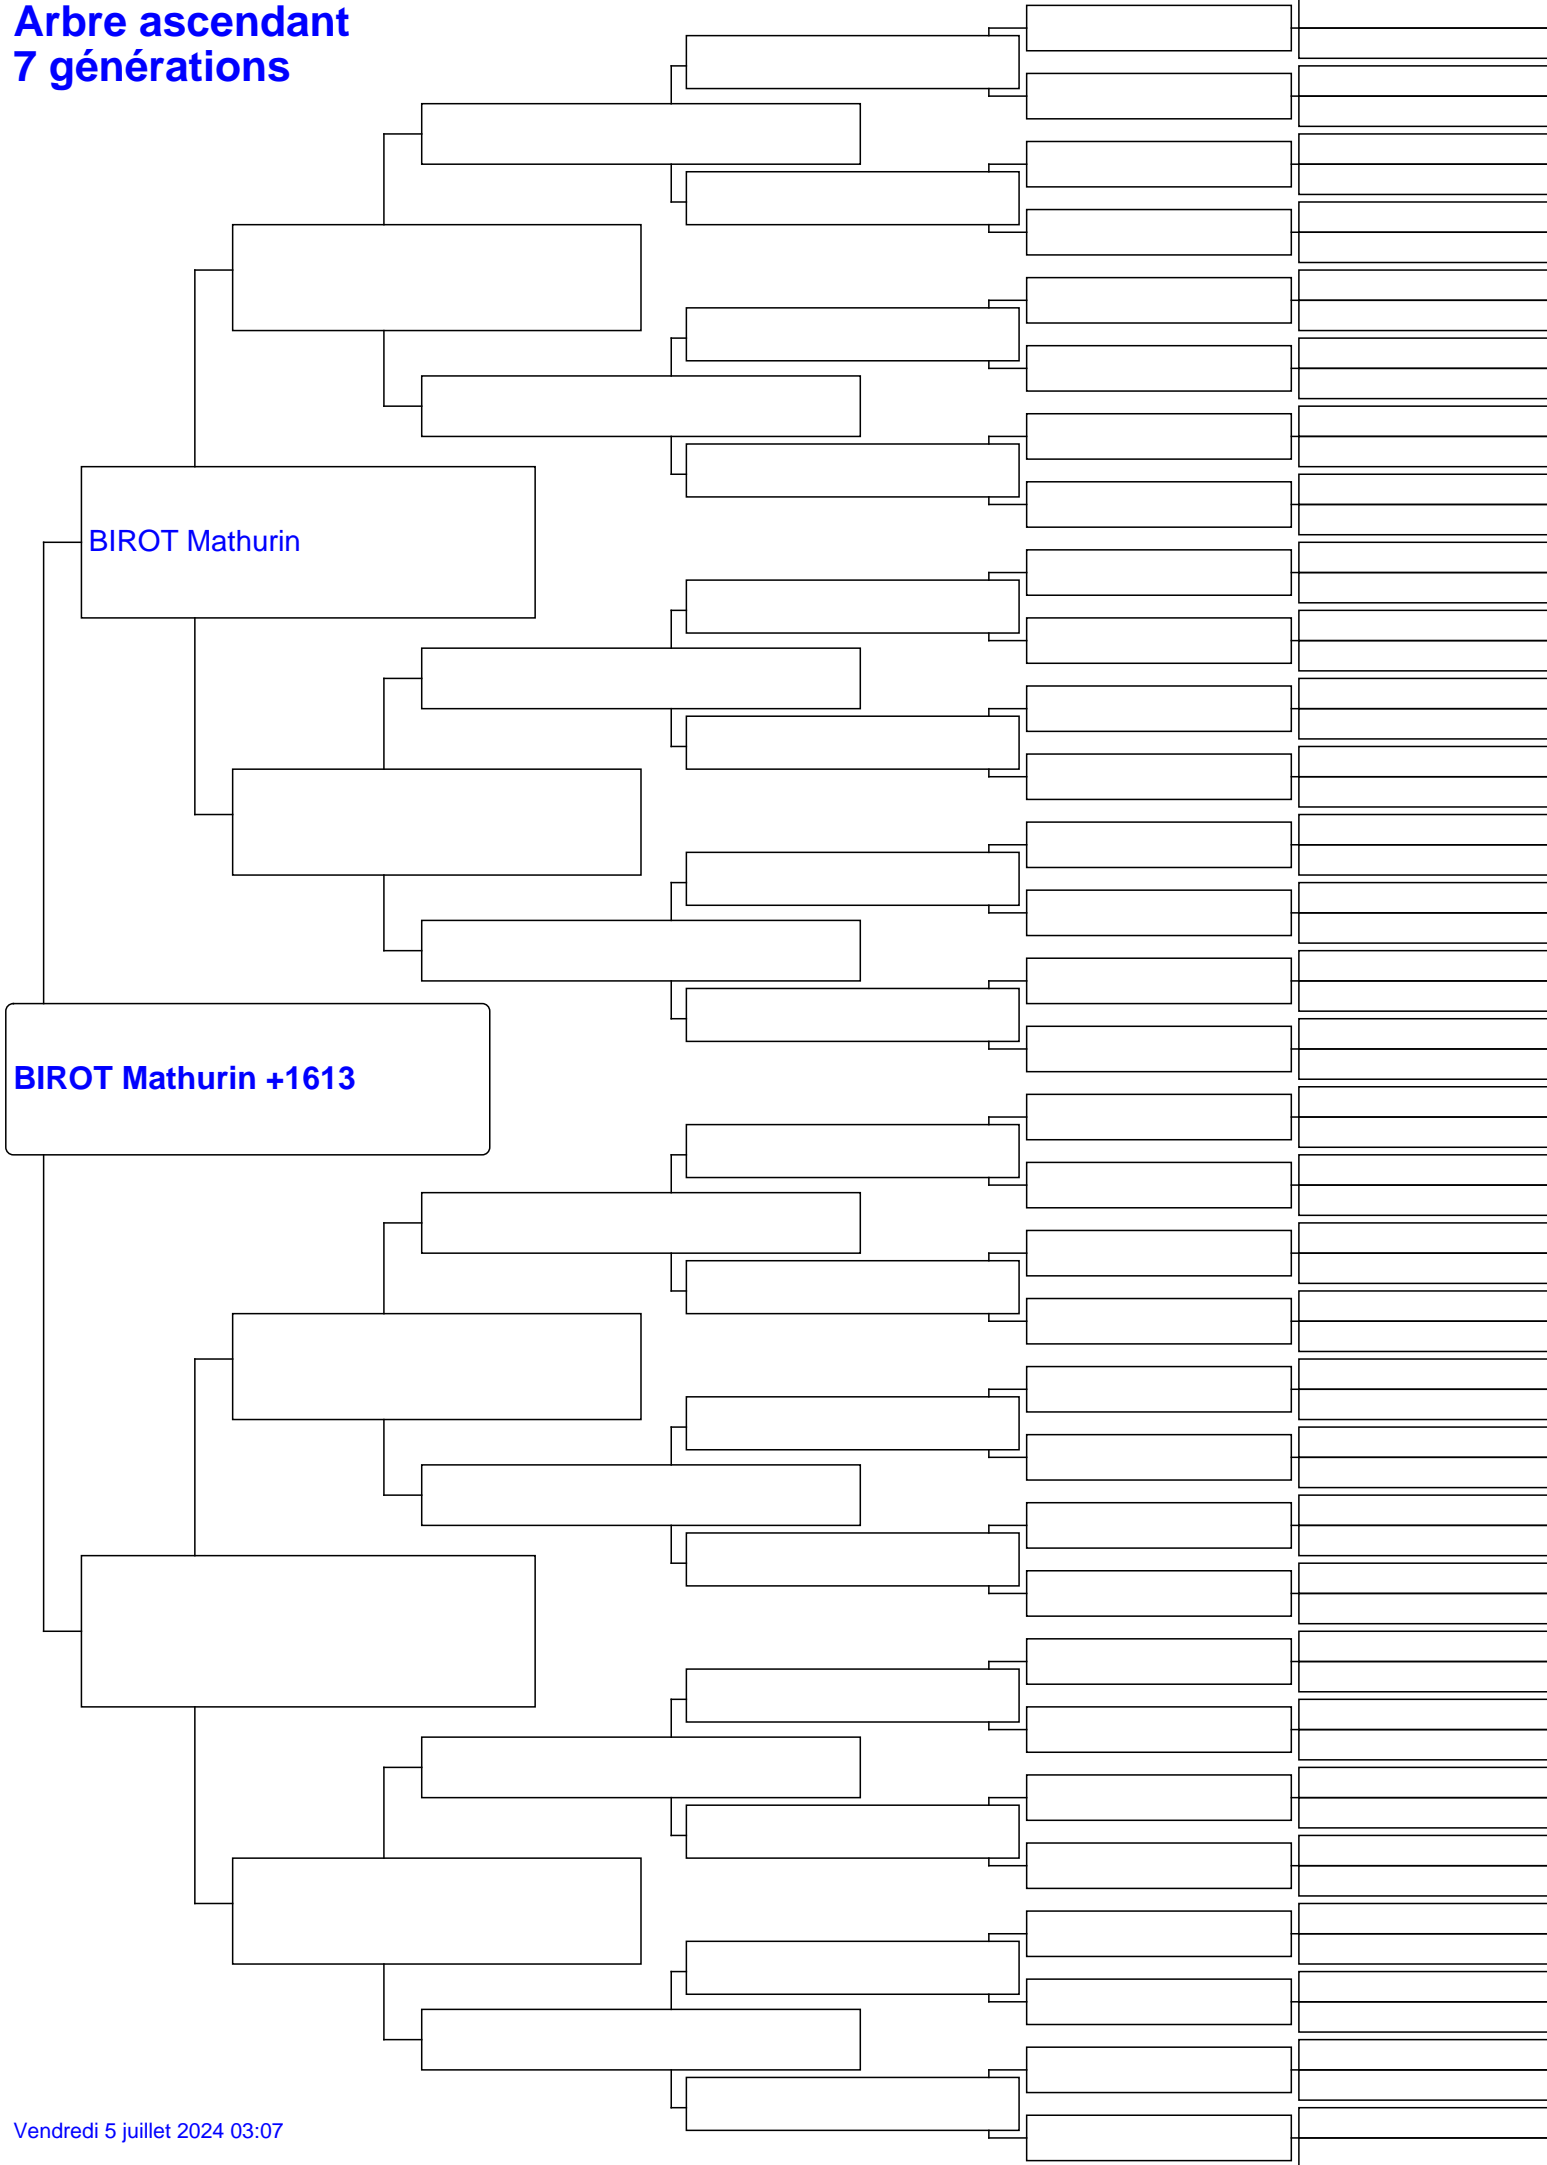 Arbre ascendant
7 générations
BIROT Mathurin
BIROT Mathurin +1613
Vendredi 5 juillet 2024 03:07